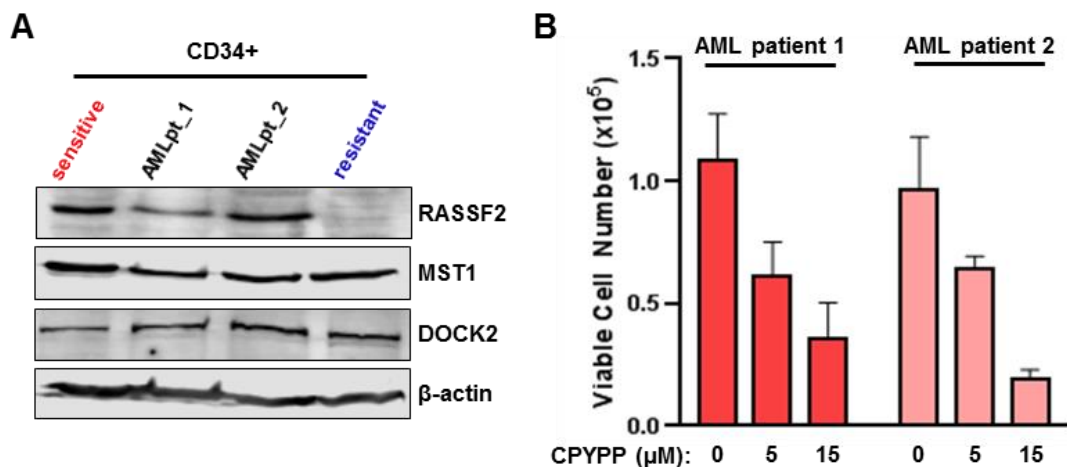 A
CD34+
sensitive
AMLpt_1
AMLpt_2
resistant
RASSF2
MST1
DOCK2
β-actin
B
AML patient 1
AML patient 2
Viable Cell Number (x10⁵)
1.5
1.0
0.5
0.0
CPYPP (µM): 0 5 15 0 5 15